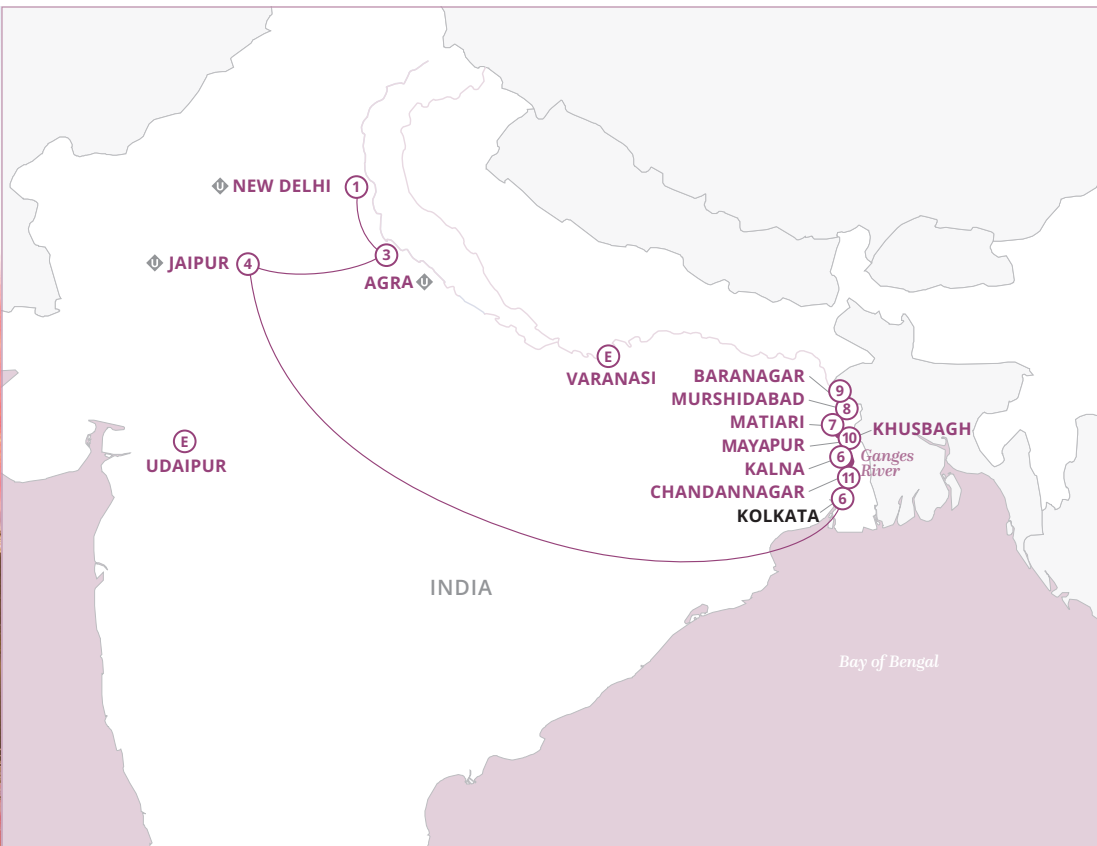 U NEW DELHI 1
U JAIPUR 4
3
AGRA U
E
VARANASI
E
UDAIPUR
BARANAGAR 9
MURSHIDABAD 8
MATIARI 7
MAYAPUR 10 KHUSBAGH
KALNA 6
Ganges
River
CHANDANNAGAR 11
KOLKATA 6
INDIA
Bay of Bengal